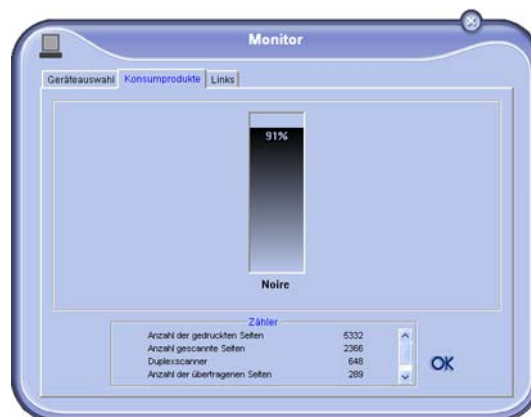 Monitor
Geräteauswahl Konsumprodukte Links
91%
Noire
Zähler
Anzahl der gedruckten Seiten 5332
Anzahl gescannte Seiten 2366
Duplexscanner 648
Anzahl der übertragenen Seiten 289
OK